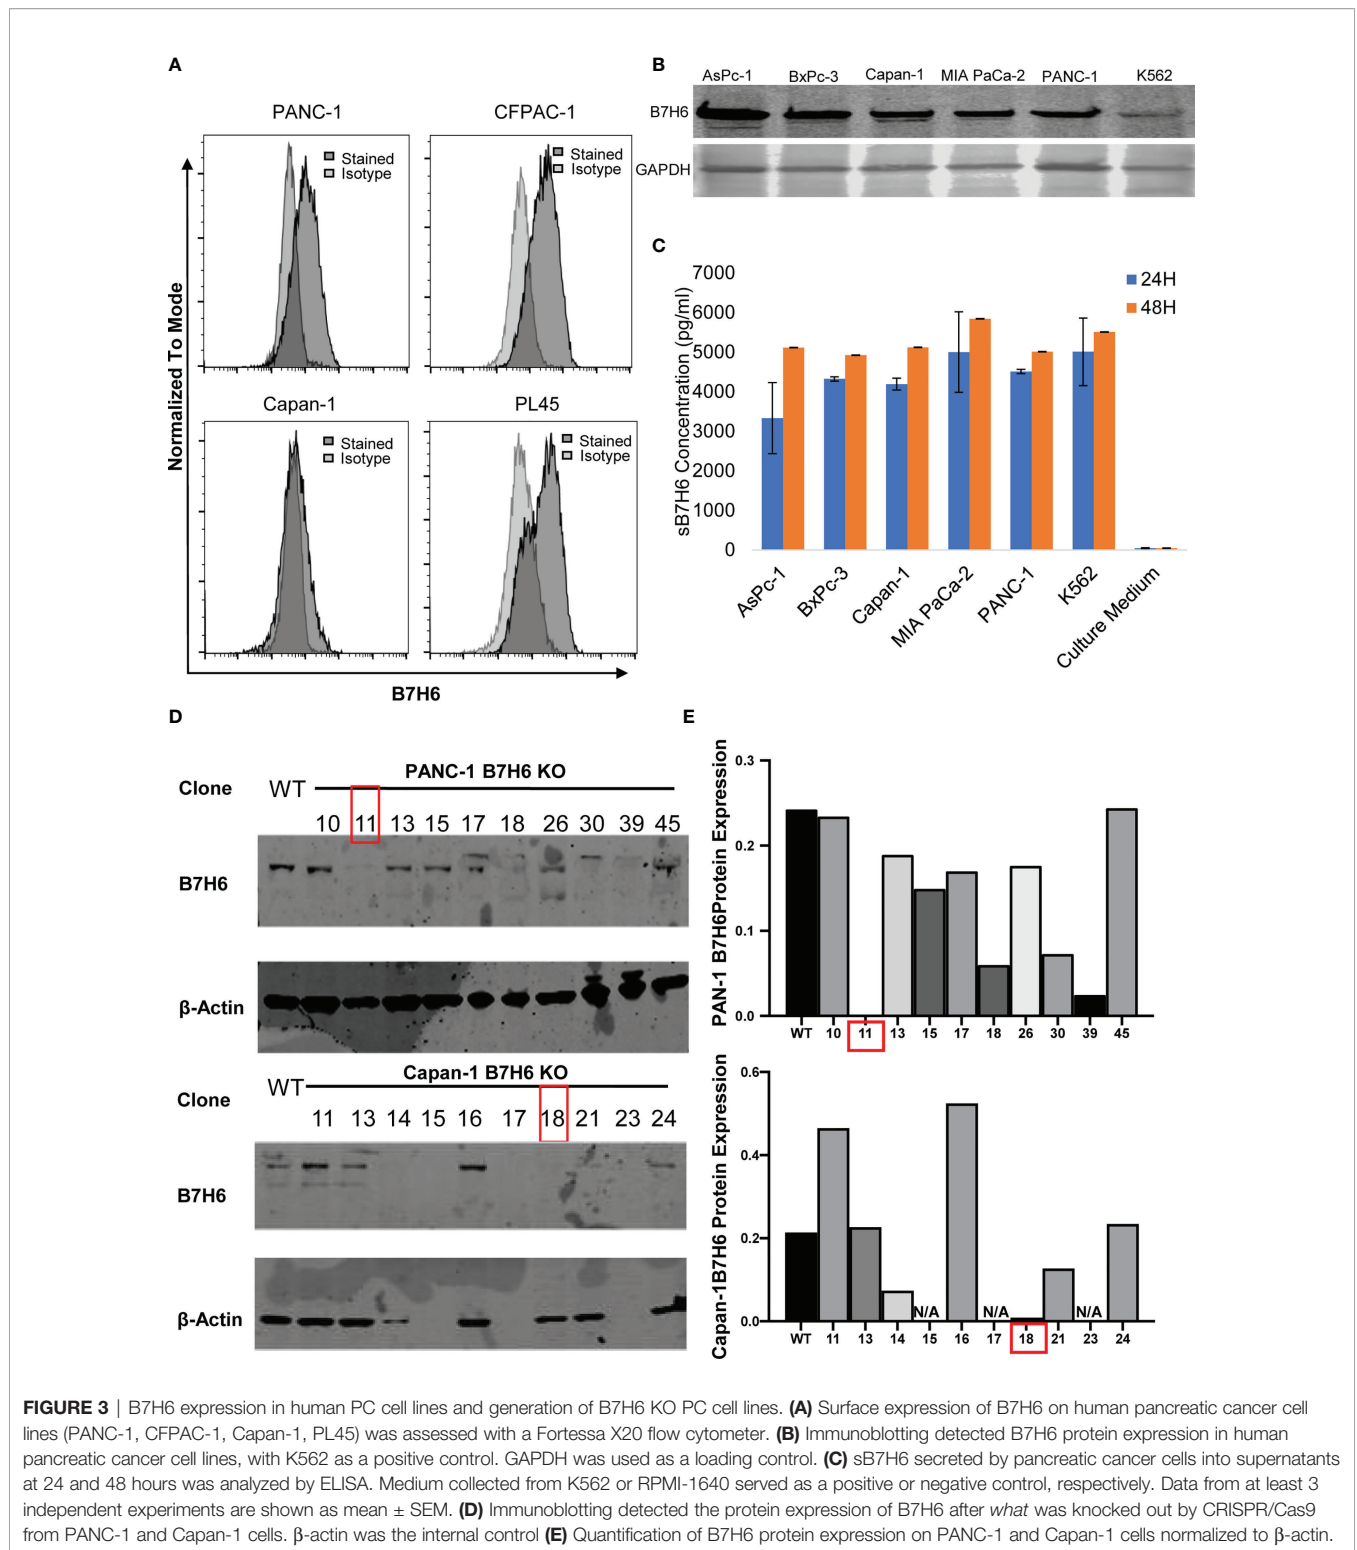 A
PANC-1
Stained
Isotype
CFPAC-1
Stained
Isotype
Capan-1
Stained
Isotype
PL45
Stained
Isotype
Normalized To Mode
B7H6
B
AsPc-1 BxPc-3 Capan-1 MIA PaCa-2 PANC-1 K562
B7H6
GAPDH
C
sB7H6 Concentration (pg/ml)
7000
6000
5000
4000
3000
2000
1000
0
24H
48H
AsPc-1 BxPc-3 Capan-1 MIA PaCa-2 PANC-1 K562 Culture Medium
D
PANC-1 B7H6 KO
Clone WT
10 11 13 15 17 18 26 30 39 45
B7H6
β-Actin
Capan-1 B7H6 KO
Clone WT
11 13 14 15 16 17 18 21 23 24
B7H6
β-Actin
E
PAN-1 B7H6Protein Expression
0.3
0.2
0.1
0.0
WT 10 11 13 15 17 18 26 30 39 45
Capan-1B7H6 Protein Expression
0.6
0.4
0.2
0.0
N/A N/A N/A
WT 11 13 14 15 16 17 18 21 23 24
FIGURE 3 | B7H6 expression in human PC cell lines and generation of B7H6 KO PC cell lines. (A) Surface expression of B7H6 on human pancreatic cancer cell
lines (PANC-1, CFPAC-1, Capan-1, PL45) was assessed with a Fortessa X20 flow cytometer. (B) Immunoblotting detected B7H6 protein expression in human
pancreatic cancer cell lines, with K562 as a positive control. GAPDH was used as a loading control. (C) sB7H6 secreted by pancreatic cancer cells into supernatants
at 24 and 48 hours was analyzed by ELISA. Medium collected from K562 or RPMI-1640 served as a positive or negative control, respectively. Data from at least 3
independent experiments are shown as mean ± SEM. (D) Immunoblotting detected the protein expression of B7H6 after what was knocked out by CRISPR/Cas9
from PANC-1 and Capan-1 cells. β-actin was the internal control (E) Quantification of B7H6 protein expression on PANC-1 and Capan-1 cells normalized to β-actin.